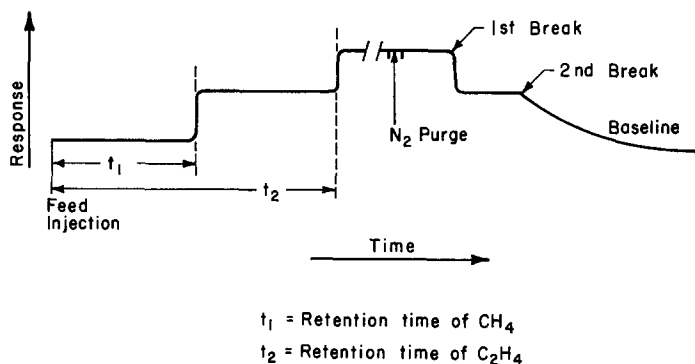 1st Break
2nd Break
Response
N₂ Purge
Baseline
t₁
t₂
Feed
Injection
Time
t₁ = Retention time of CH₄
t₂ = Retention time of C₂H₄